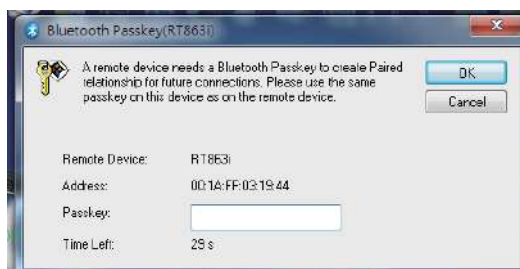 Bluetooth Passkey(RT863i)
A remote device needs a Bluetooth Passkey to create Paired
relationship for future connections. Please use the same
passkey on this device as on the remote device.
OK
Cancel
Remote Device: RT863i
Address: 00:1A:FF:03:19:44
Passkey:
Time Left: 29 s